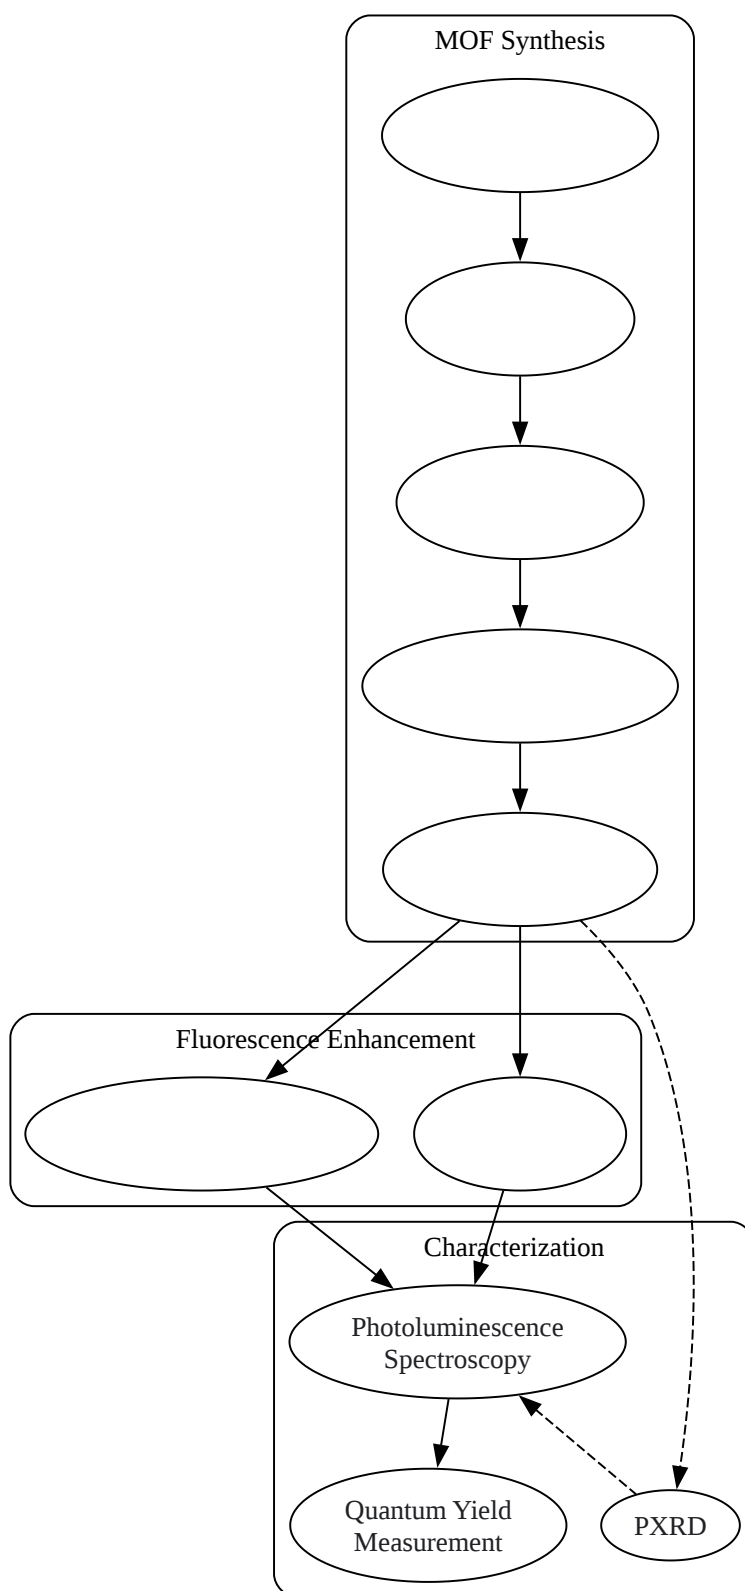 MOF Synthesis
Fluorescence Enhancement
Characterization
Photoluminescence
Spectroscopy
Quantum Yield
Measurement
PXRD